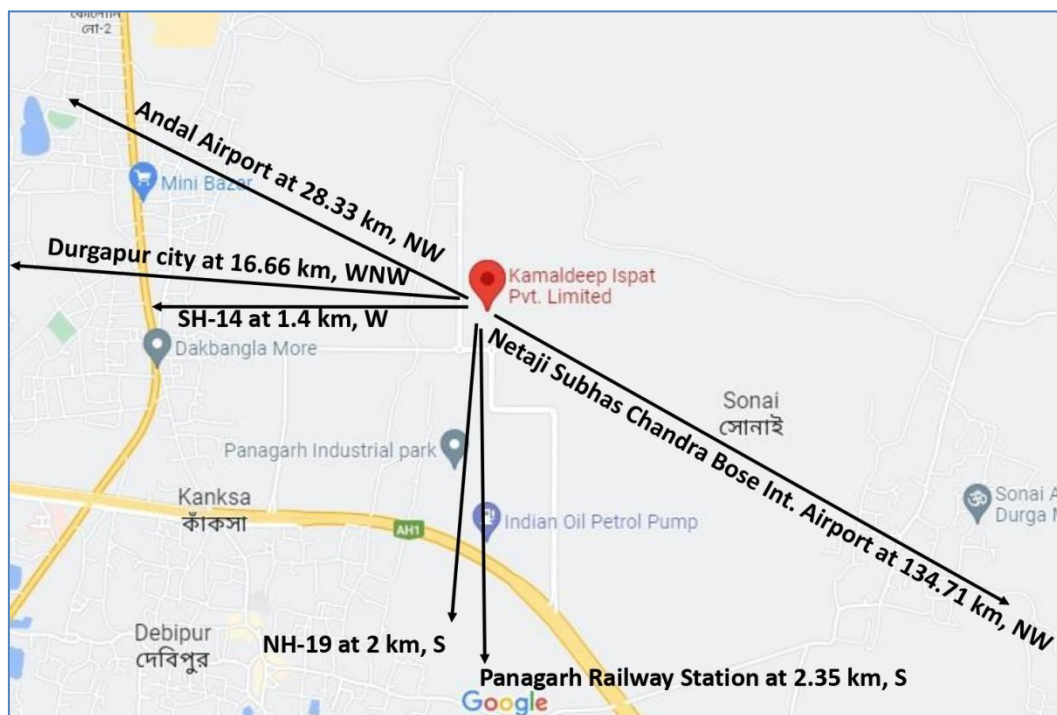 লো-2
Andal Airport at 28.33 km, NW
Mini Bazar
Durgapur city at 16.66 km, WNW
Kamaldeep Ispat
Pvt. Limited
SH-14 at 1.4 km, W
Netaji Subhas Chandra Bose Int. Airport at 134.71 km, NW
Dakbangla More
Sonai
সোনাই
Panagarh Industrial park
Kanksa
কাঁকসা
AH1
Indian Oil Petrol Pump
Sonai A
Durga M
Debipur
দেবিপুর
NH-19 at 2 km, S
Panagarh Railway Station at 2.35 km, S
Google